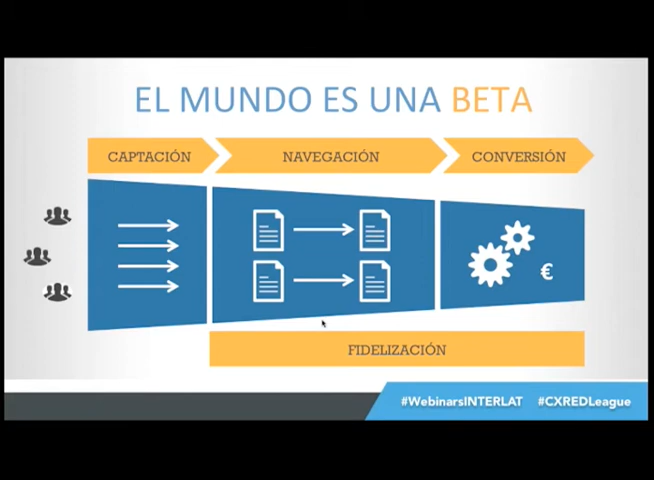 EL MUNDO ES UNA BETA
CAPTACIÓN NAVEGACIÓN CONVERSIÓN
€
FIDELIZACIÓN
#WebinarsINTERLAT #CXREDLeague